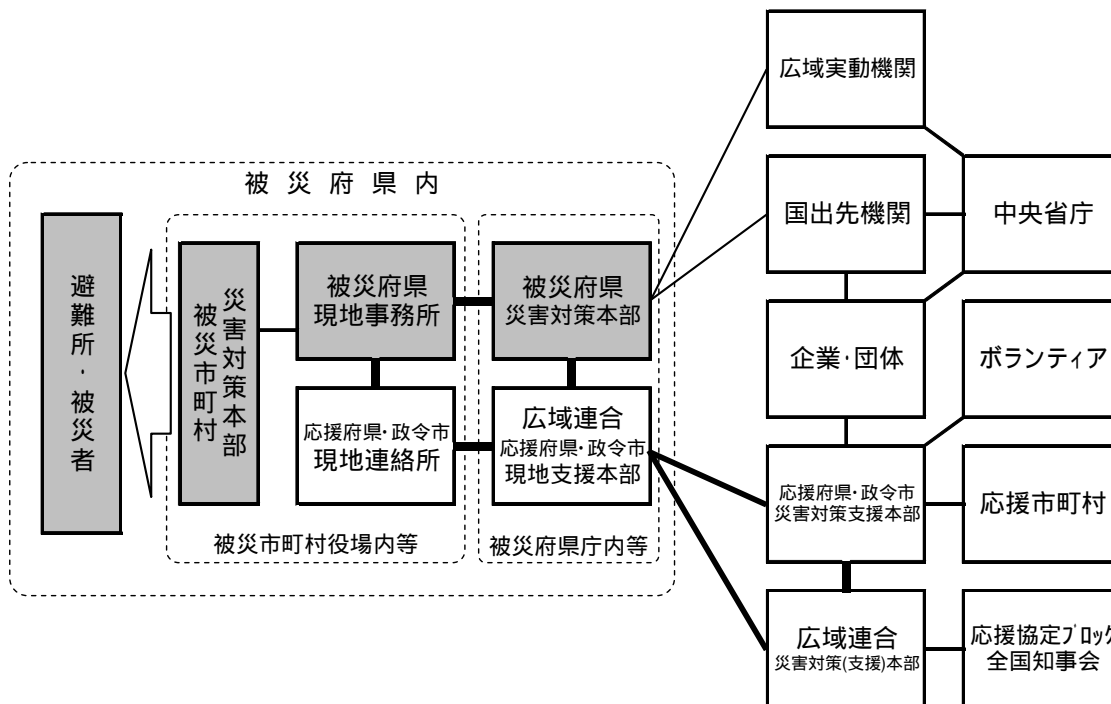 広域実動機関
国出先機関
中央省庁
被災府県内
避難所・被災者
災害対策本部
被災市町村
被災府県
現地事務所
被災府県
災害対策本部
企業・団体
ボランティア
応援府県・政令市
現地連絡所
広域連合
応援府県・政令市
現地支援本部
応援府県・政令市
災害対策支援本部
応援市町村
被災市町村役場内等
被災府県庁内等
広域連合
災害対策(支援)本部
応援協定ブロック
全国知事会